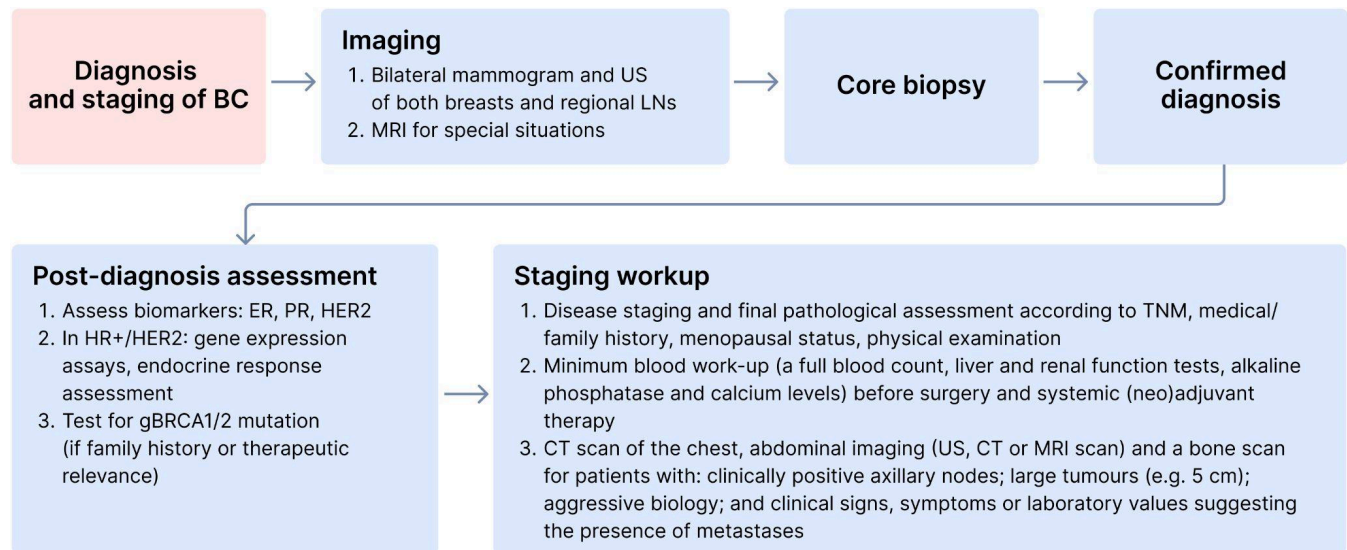 Diagnosis
and staging of BC
Imaging
1. Bilateral mammogram and US
of both breasts and regional LNs
2. MRI for special situations
Core biopsy
Confirmed
diagnosis
Post-diagnosis assessment
1. Assess biomarkers: ER, PR, HER2
2. In HR+/HER2: gene expression
assays, endocrine response
assessment
3. Test for gBRCA1/2 mutation
(if family history or therapeutic
relevance)
Staging workup
1. Disease staging and final pathological assessment according to TNM, medical/
family history, menopausal status, physical examination
2. Minimum blood work-up (a full blood count, liver and renal function tests, alkaline
phosphatase and calcium levels) before surgery and systemic (neo)adjuvant
therapy
3. CT scan of the chest, abdominal imaging (US, CT or MRI scan) and a bone scan
for patients with: clinically positive axillary nodes; large tumours (e.g. 5 cm);
aggressive biology; and clinical signs, symptoms or laboratory values suggesting
the presence of metastases